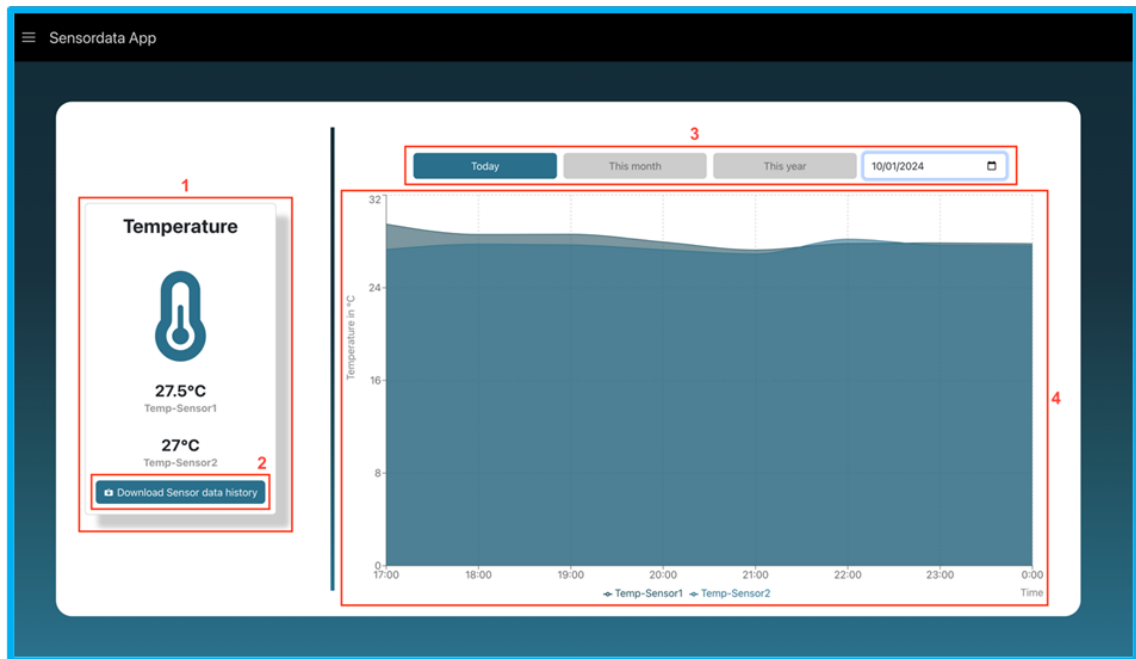 Sensordata App
1
Temperature
27.5°C
Temp-Sensor1
27°C
Temp-Sensor2
2
Download Sensor data history
3
Today This month This year 10/01/2024
4
Temperature in °C
32
24
16
8
0
17:00 18:00 19:00 20:00 21:00 22:00 23:00 0:00
Time
Temp-Sensor1 Temp-Sensor2